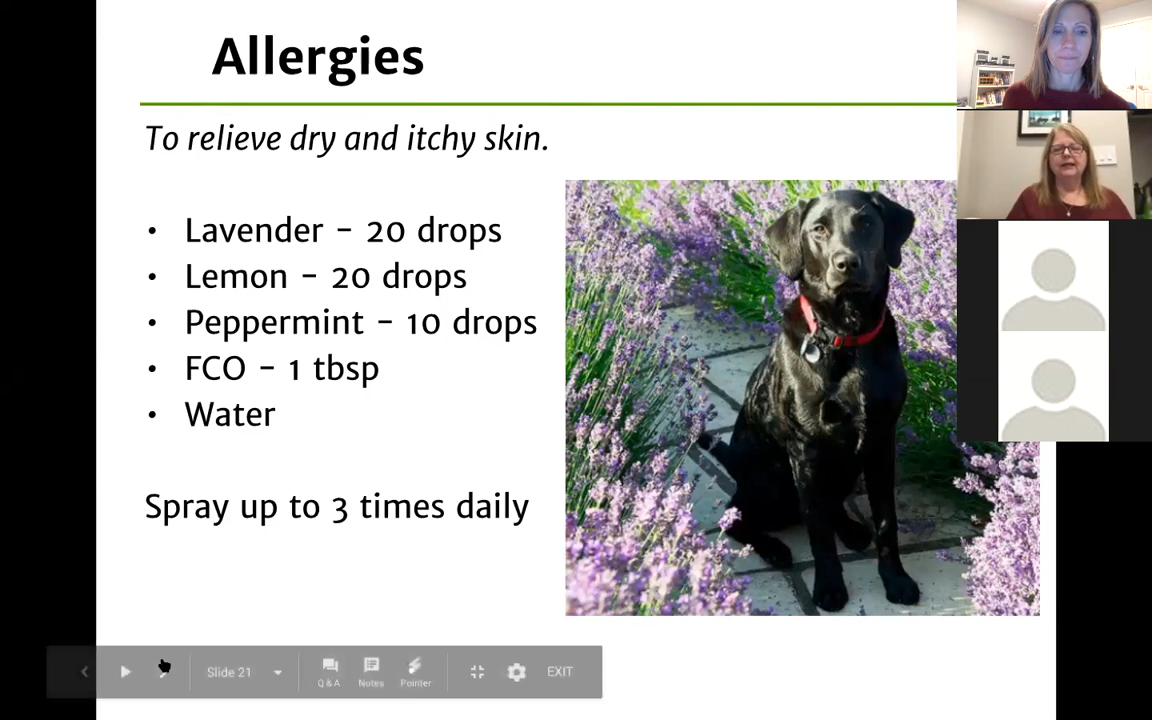 Allergies
To relieve dry and itchy skin.
• Lavender - 20 drops
• Lemon - 20 drops
• Peppermint - 10 drops
• FCO - 1 tbsp
• Water
Spray up to 3 times daily
Slide 21
Q & A
Notes
Pointer
EXIT